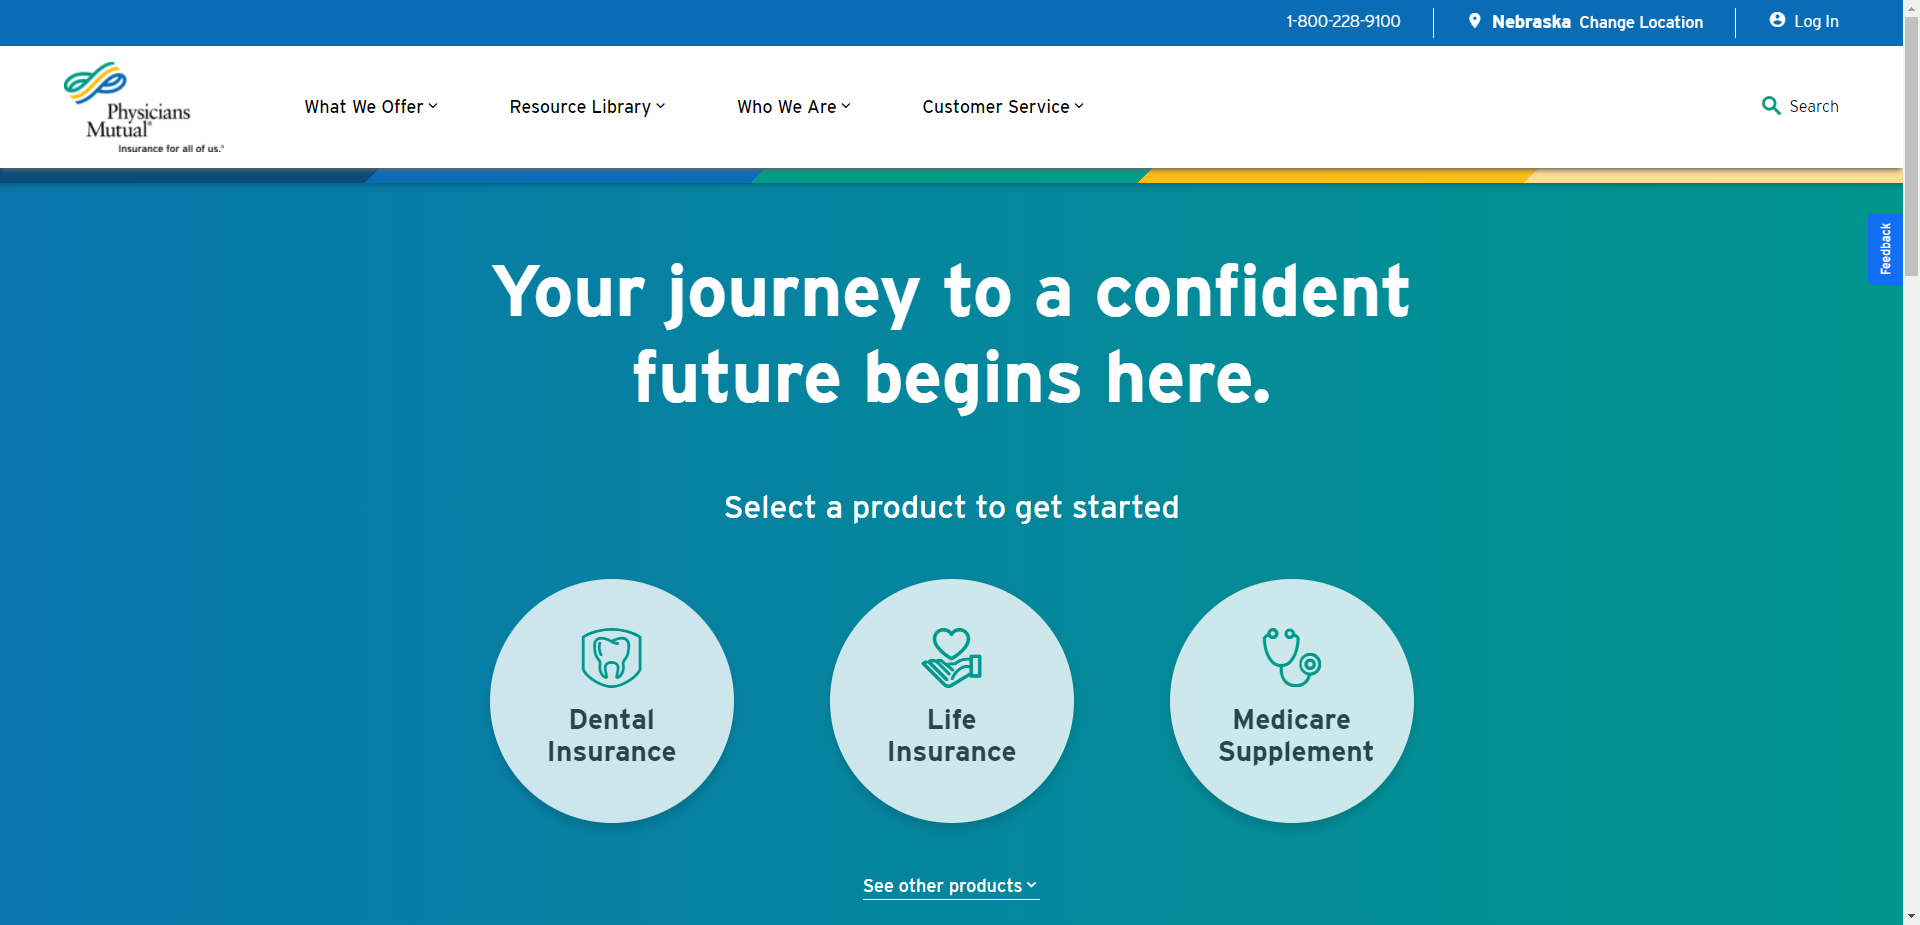 1-800-228-9100
Nebraska Change Location
Log In
Physicians
Mutual®
Insurance for all of us.®
What We Offer
Resource Library
Who We Are
Customer Service
Search
Feedback
Your journey to a confident
future begins here.
Select a product to get started
Dental
Insurance
Life
Insurance
Medicare
Supplement
See other products